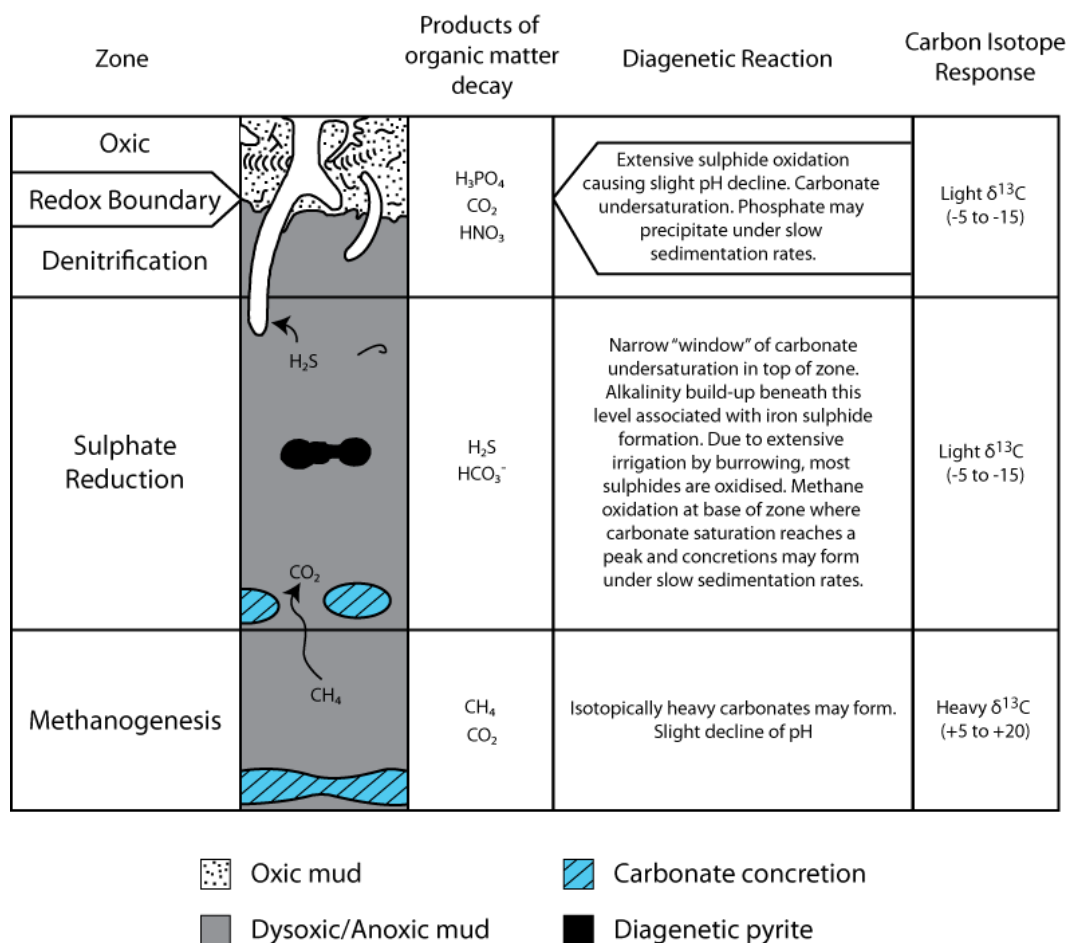 Zone
Products of
organic matter
decay
Diagenetic Reaction
Carbon Isotope
Response
Oxic
Redox Boundary
Denitrification
H₃PO₄
CO₂
HNO₃
Extensive sulphide oxidation
causing slight pH decline. Carbonate
undersaturation. Phosphate may
precipitate under slow
sedimentation rates.
Light δ¹³C
(-5 to -15)
Sulphate
Reduction
H₂S
CO₂
H₂S
HCO₃⁻
Narrow "window" of carbonate
undersaturation in top of zone.
Alkalinity build-up beneath this
level associated with iron sulphide
formation. Due to extensive
irrigation by burrowing, most
sulphides are oxidised. Methane
oxidation at base of zone where
carbonate saturation reaches a
peak and concretions may form
under slow sedimentation rates.
Light δ¹³C
(-5 to -15)
Methanogenesis
CH₄
CH₄
CO₂
Isotopically heavy carbonates may form.
Slight decline of pH
Heavy δ¹³C
(+5 to +20)
Oxic mud
Carbonate concretion
Dysoxic/Anoxic mud
Diagenetic pyrite